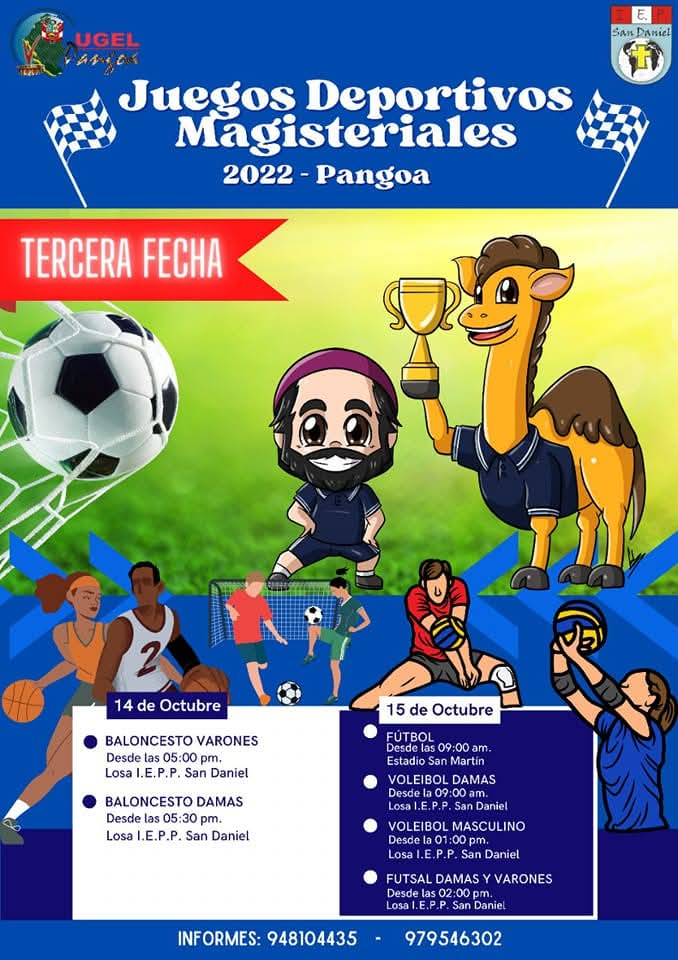 UGEL
Pangoa
I. E. P
San Daniel
Juegos Deportivos
Magisteriales
2022 - Pangoa
TERCERA FECHA
2
14 de Octubre
BALONCESTO VARONES
Desde las 05:00 pm.
Losa I.E.P.P. San Daniel
BALONCESTO DAMAS
Desde las 05:30 pm.
Losa I.E.P.P. San Daniel
15 de Octubre
FÚTBOL
Desde las 09:00 am.
Estadio San Martín
VOLEIBOL DAMAS
Desde la 09:00 am.
Losa I.E.P.P. San Daniel
VOLEIBOL MASCULINO
Desde la 01:00 pm.
Losa I.E.P.P. San Daniel
FUTSAL DAMAS Y VARONES
Desde las 02:00 pm.
Losa I.E.P.P. San Daniel
INFORMES: 948104435 - 979546302